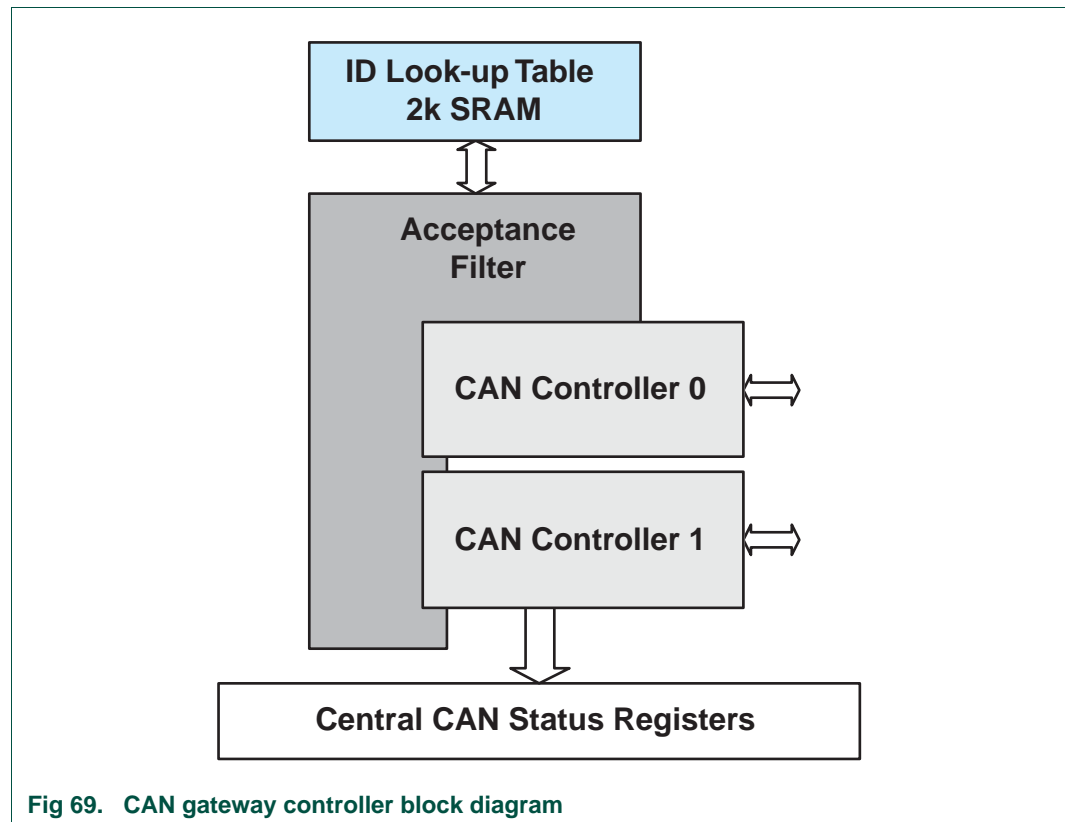 ID Look-up Table
2k SRAM
Acceptance
Filter
CAN Controller 0
CAN Controller 1
Central CAN Status Registers
Fig 69. CAN gateway controller block diagram